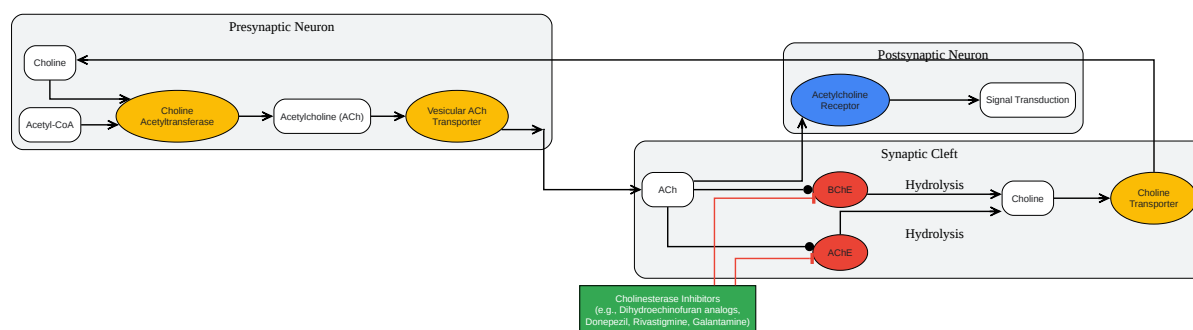 Presynaptic Neuron
Choline
Acetyl-CoA
Choline
Acetyltransferase
Acetylcholine (ACh)
Vesicular ACh
Transporter
Postsynaptic Neuron
Acetylcholine
Receptor
Signal Transduction
Synaptic Cleft
ACh
BChE
Hydrolysis
AChE
Hydrolysis
Choline
Choline
Transporter
Cholinesterase Inhibitors
(e.g., Dihydroechinofuran analogs,
Donepezil, Rivastigmine, Galantamine)